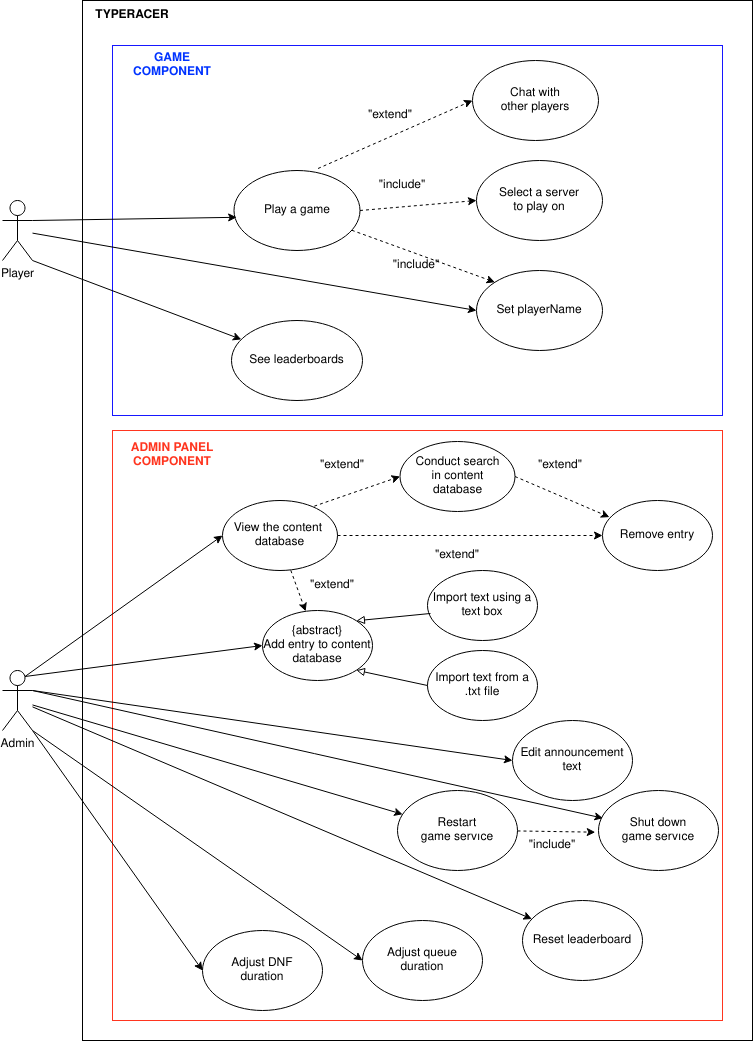 TYPERACER
GAME
COMPONENT
Chat with
other players
"extend"
"include"
Select a server
to play on
Play a game
"include"
Player
Set playerName
See leaderboards
ADMIN PANEL
COMPONENT
"extend"
Conduct search
in content
database
"extend"
View the content
database
Remove entry
"extend"
"extend"
Import text using a
text box
{abstract}
Add entry to content
database
Import text from a
.txt file
Admin
Edit announcement
text
Restart
game service
"include"
Shut down
game service
Reset leaderboard
Adjust queue
duration
Adjust DNF
duration